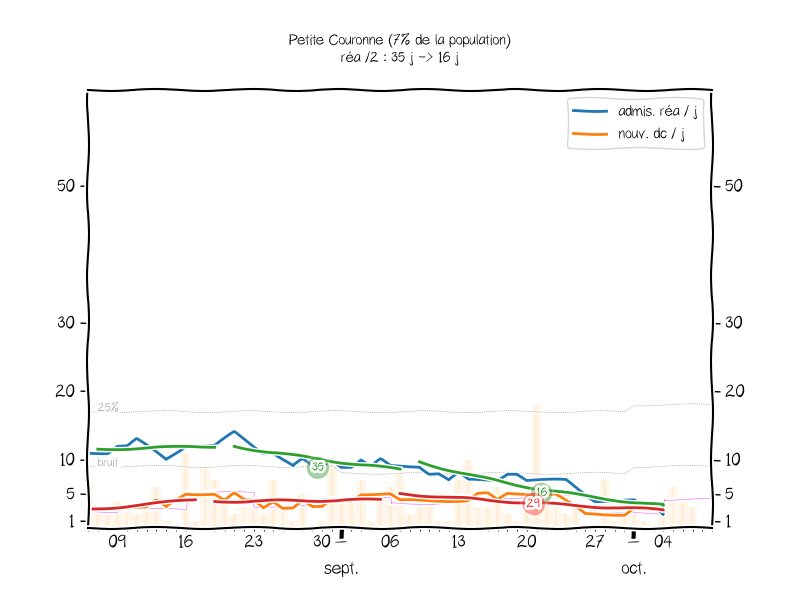 Petite Couronne (7% de la population)
réa /2 : 35 j -> 16 j
admis. réa / j
nouv. dc / j
50 50
30 30
20 20
25%
10 10
bruit
35
5 5
16
29
1 1
09 16 23 30 06 13 20 27 04
sept. oct.